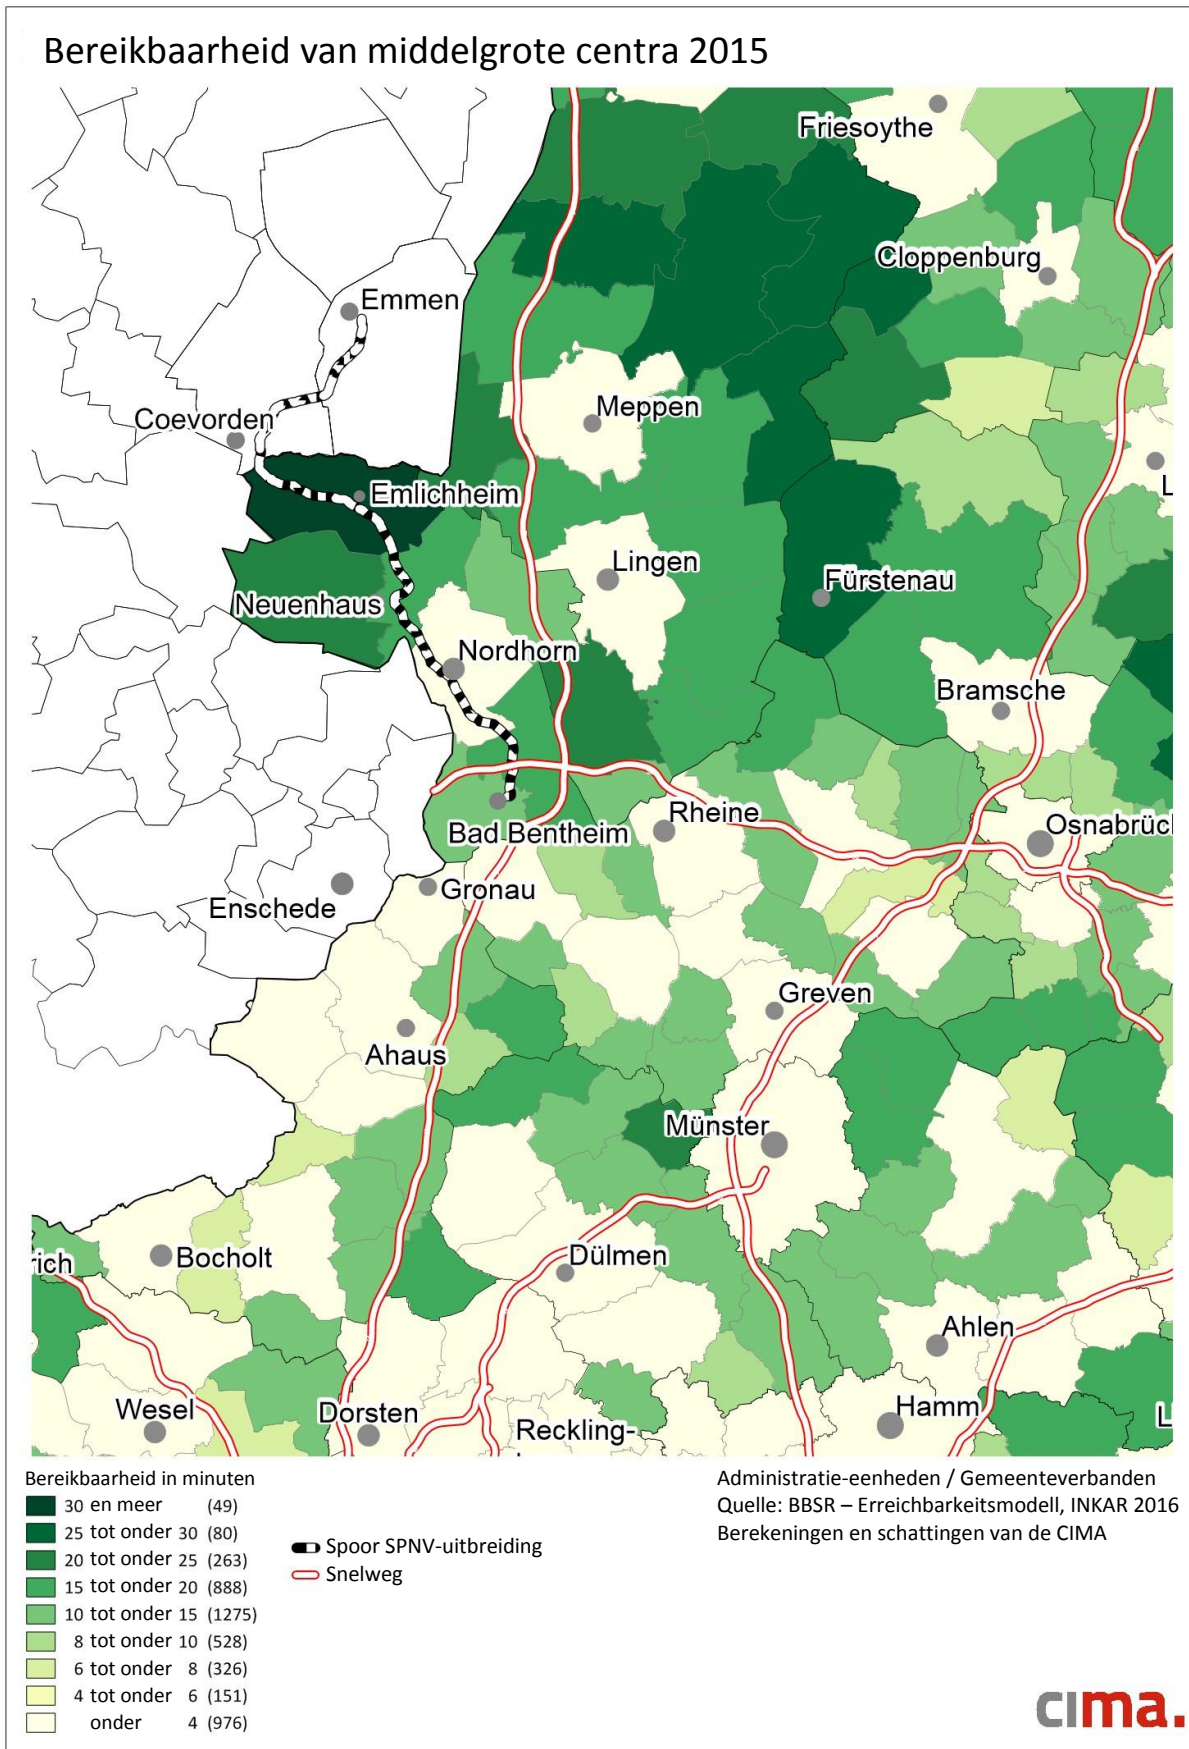 Bereikbaarheid van middelgrote centra 2015
Friesoythe
Cloppenburg
Emmen
Meppen
Coevorden
L
Emlichheim
Lingen
Fürstenau
Neuenhaus
Nordhorn
Bramsche
Rheine
Osnabrüc
Bad Bentheim
Gronau
Enschede
Greven
Ahaus
Münster
rich
Bocholt
Dülmen
Ahlen
Wesel
Dorsten
Hamm
L
Reckling-
Bereikbaarheid in minuten
30 en meer (49)
25 tot onder 30 (80)
20 tot onder 25 (263)
15 tot onder 20 (888)
10 tot onder 15 (1275)
8 tot onder 10 (528)
6 tot onder 8 (326)
4 tot onder 6 (151)
onder 4 (976)
Spoor SPNV-uitbreiding
Snelweg
Administratie-eenheden / Gemeenteverbanden
Quelle: BBSR – Erreichbarkeitsmodell, INKAR 2016
Berekeningen en schattingen van de CIMA
cima.